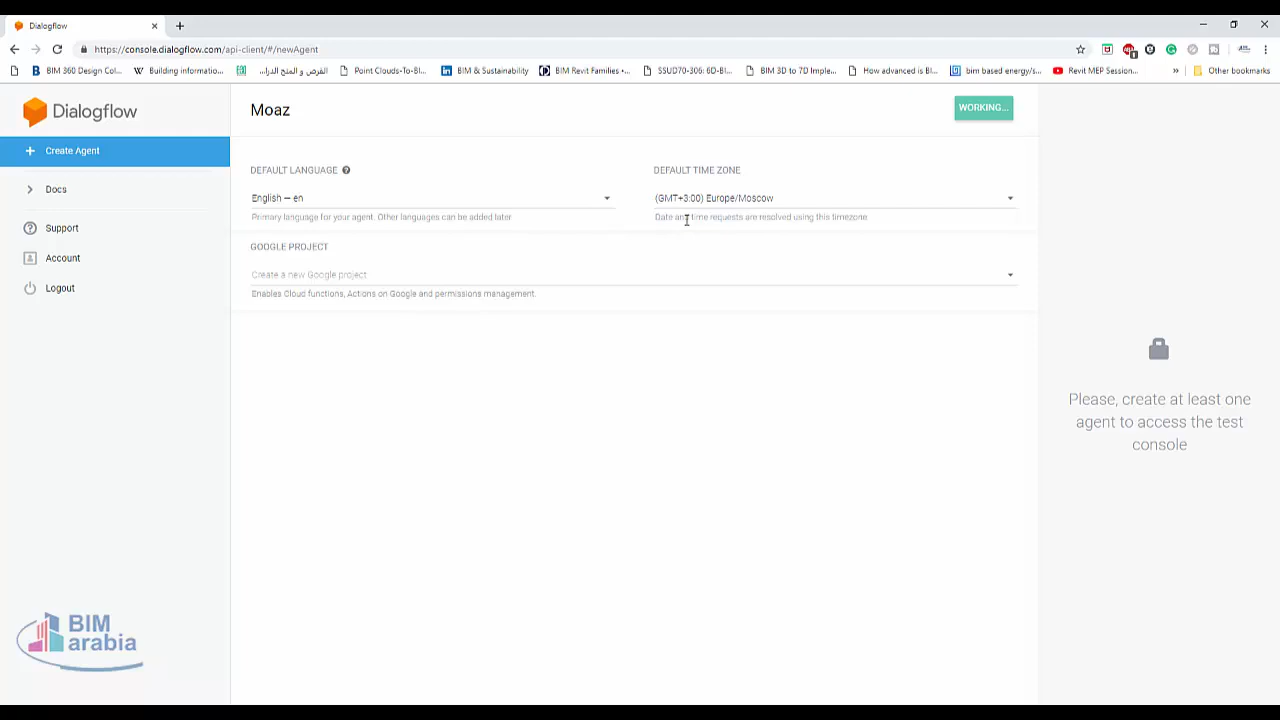 Dialogflow
https://console.dialogflow.com/api-client/#/newAgent
BIM 360 Design Col...
Building informatio...
القرص و المنح الدرا...
Point Clouds-To-BI...
BIM & Sustainability
BIM Revit Families •...
SSUD70-306: 6D-BI...
BIM 3D to 7D Imple...
How advanced is BI...
bim based energy/s...
Revit MEP Session...
»
Other bookmarks
Dialogflow
Moaz
WORKING...
Create Agent
Docs
Support
Account
Logout
DEFAULT LANGUAGE
DEFAULT TIME ZONE
English — en
(GMT+3:00) Europe/Moscow
Primary language for your agent. Other languages can be added later
Date and time requests are resolved using this timezone.
GOOGLE PROJECT
Create a new Google project
Enables Cloud functions, Actions on Google and permissions management.
Please, create at least one
agent to access the test
console
BIM
arabia